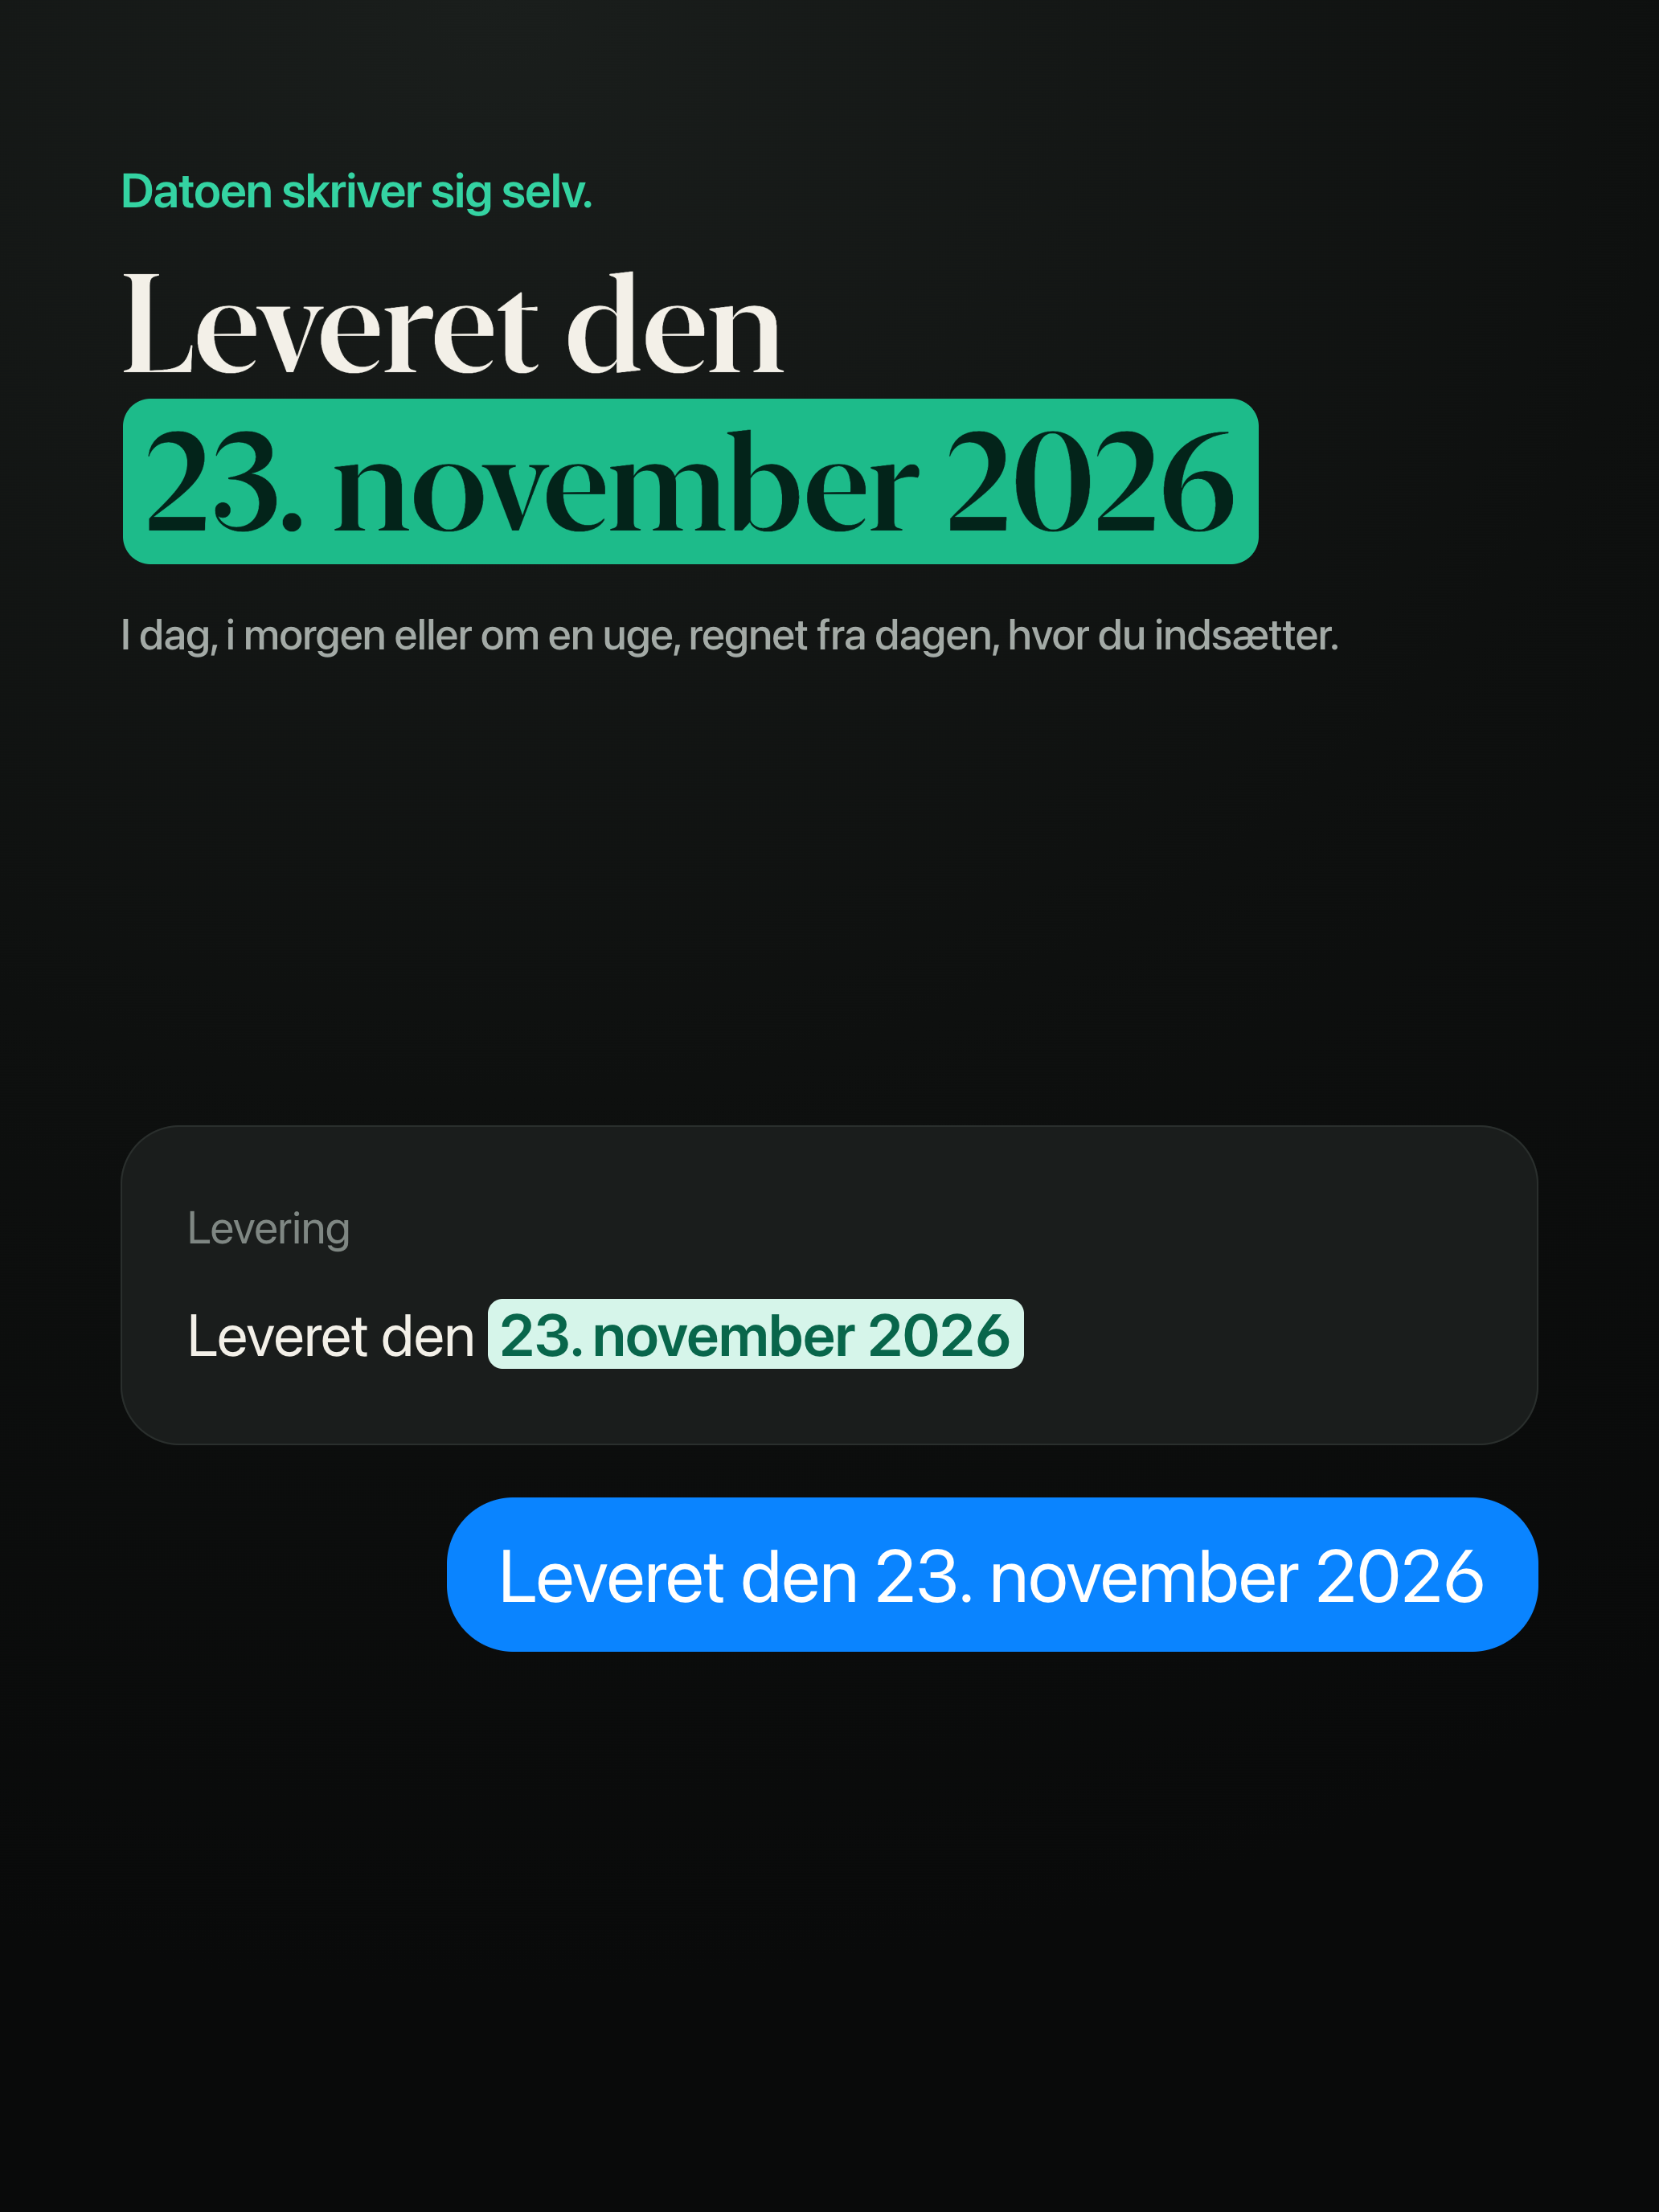 Datoen skriver sig selv.
Leveret den
23. november 2026
I dag, i morgen eller om en uge, regnet fra dagen, hvor du indsætter.
Levering
Leveret den 23. november 2026
Leveret den 23. november 2026